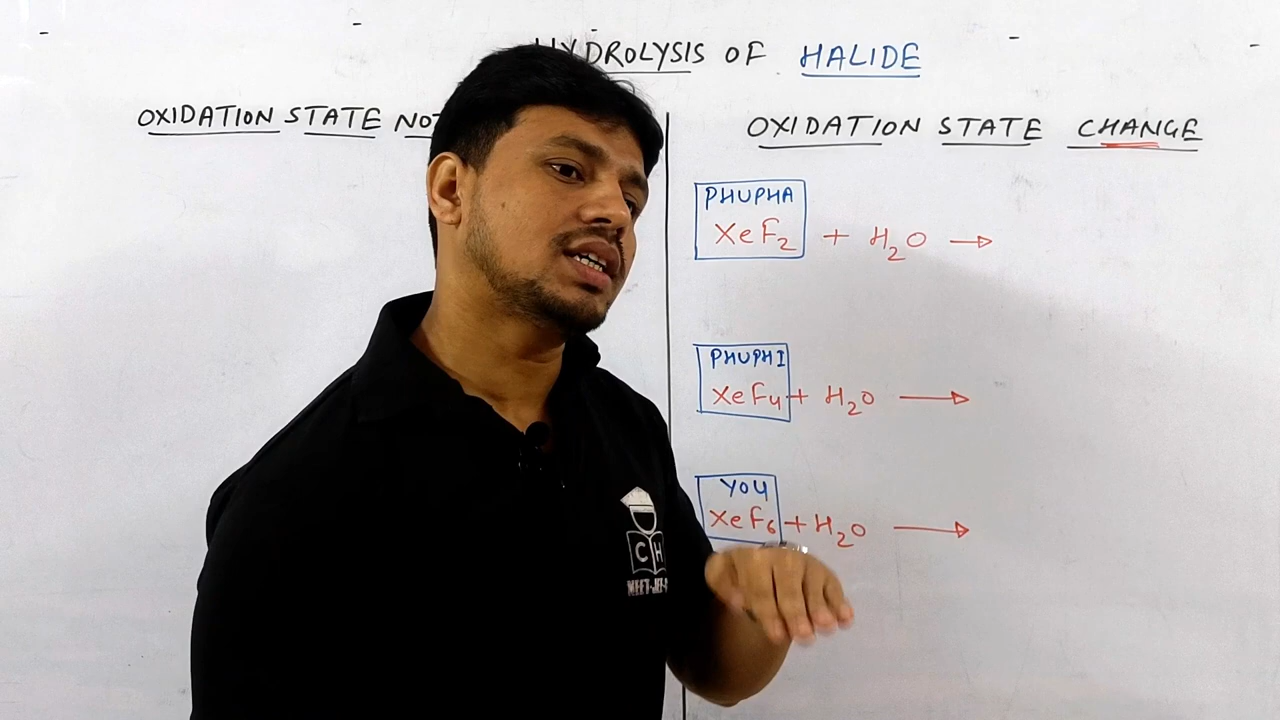 HYDROLYSIS OF HALIDE
OXIDATION STATE NOT
OXIDATION STATE CHANGE
PHUPHA
XeF₂ + H₂O →
PHUPHI
XeF₄ + H₂O →
YOU
XeF₆ + H₂O →
C H